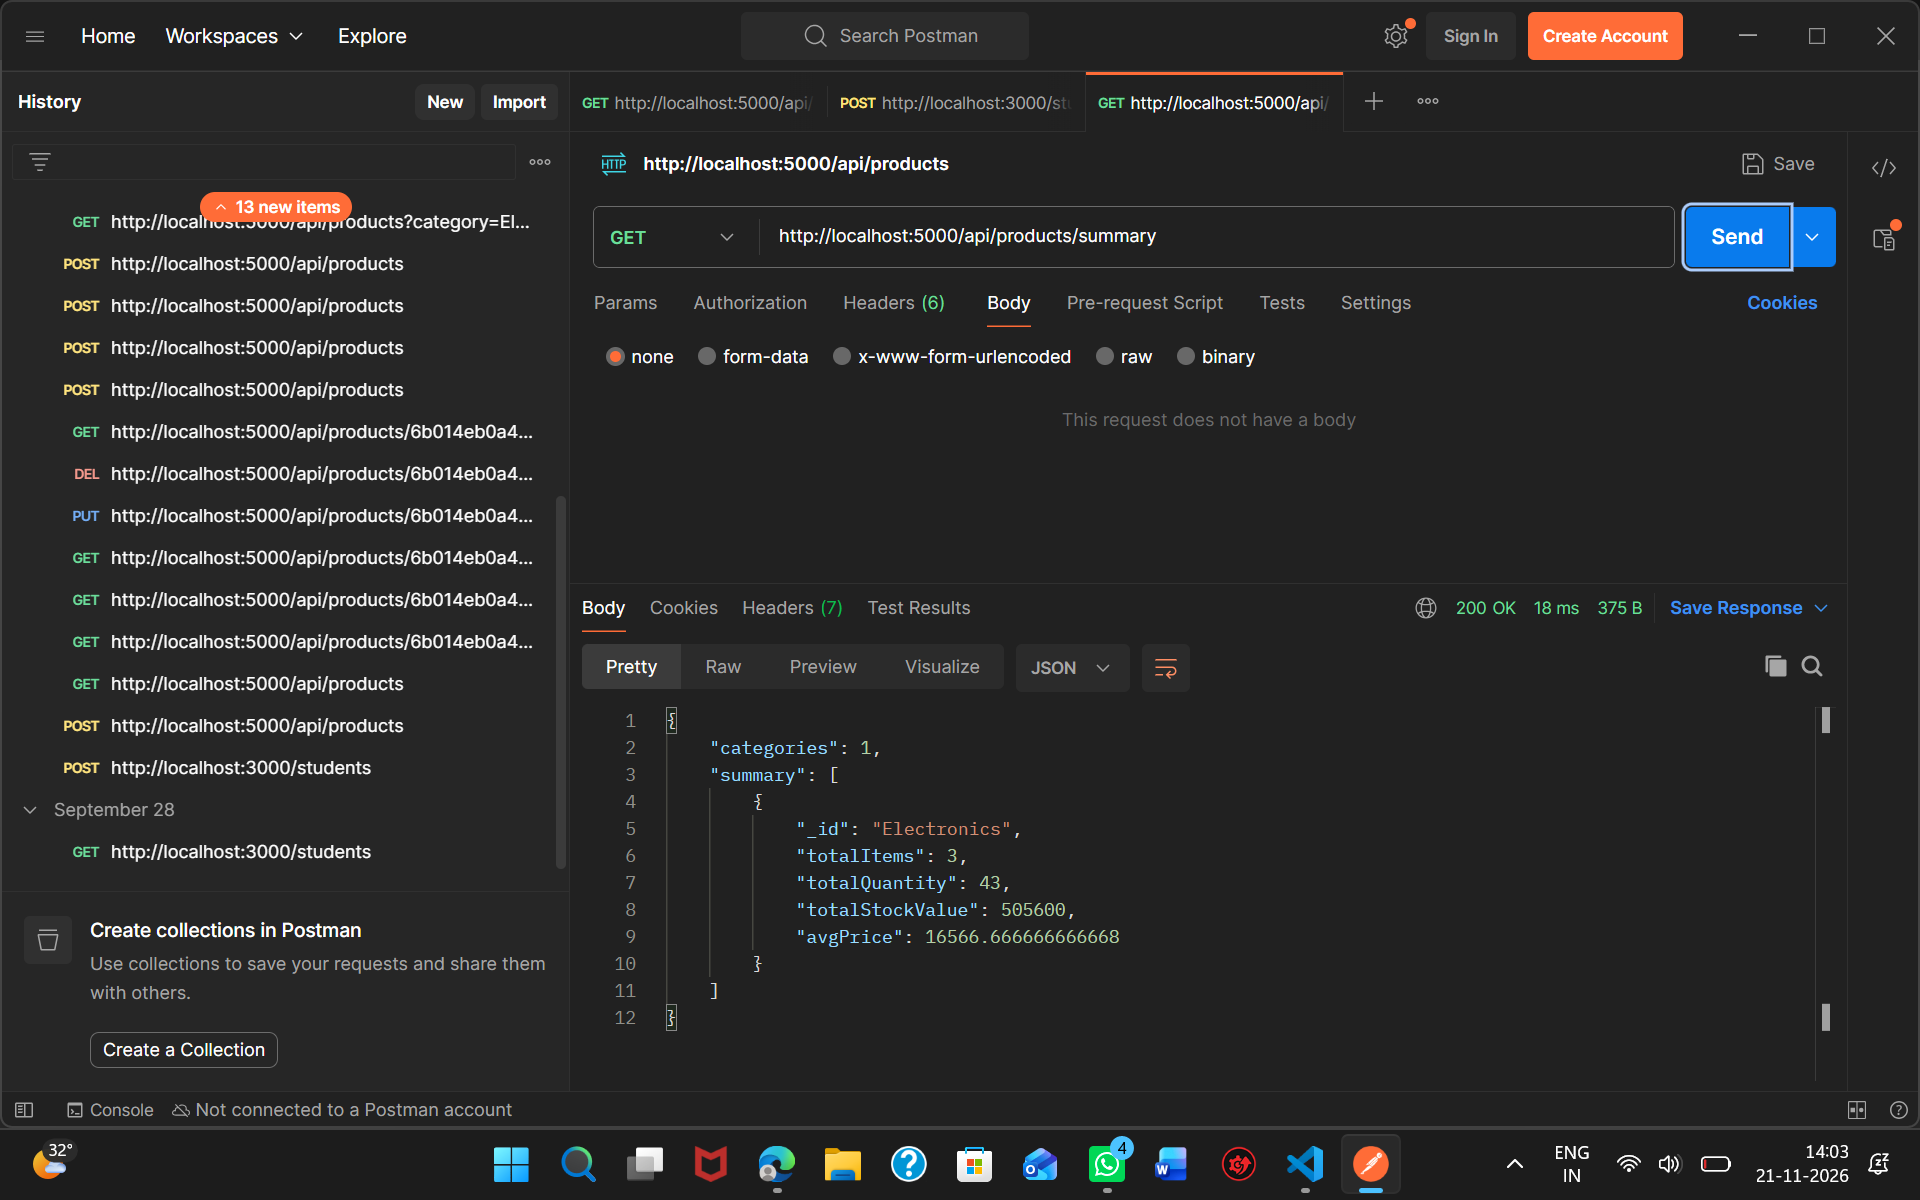 Home Workspaces Explore Search Postman Sign In Create Account
History New Import
GET http://localhost:5000/api/ POST http://localhost:3000/st GET http://localhost:5000/api/
13 new items
GET http://localhost:5000/api/products?category=El...
POST http://localhost:5000/api/products
POST http://localhost:5000/api/products
POST http://localhost:5000/api/products
POST http://localhost:5000/api/products
GET http://localhost:5000/api/products/6b014eb0a4...
DEL http://localhost:5000/api/products/6b014eb0a4...
PUT http://localhost:5000/api/products/6b014eb0a4...
GET http://localhost:5000/api/products/6b014eb0a4...
GET http://localhost:5000/api/products/6b014eb0a4...
GET http://localhost:5000/api/products/6b014eb0a4...
GET http://localhost:5000/api/products
POST http://localhost:5000/api/products
POST http://localhost:3000/students
September 28
GET http://localhost:3000/students
Create collections in Postman
Use collections to save your requests and share them
with others.
Create a Collection
HTTP http://localhost:5000/api/products Save
GET http://localhost:5000/api/products/summary Send
Params Authorization Headers (6) Body Pre-request Script Tests Settings Cookies
none form-data x-www-form-urlencoded raw binary
This request does not have a body
Body Cookies Headers (7) Test Results 200 OK 18 ms 375 B Save Response
Pretty Raw Preview Visualize JSON
1 {
2 "categories": 1,
3 "summary": [
4 {
5 "_id": "Electronics",
6 "totalItems": 3,
7 "totalQuantity": 43,
8 "totalStockValue": 505600,
9 "avgPrice": 16566.666666666668
10 }
11 ]
12 }
Console Not connected to a Postman account
32° 4 ENG 14:03
IN 21-11-2026